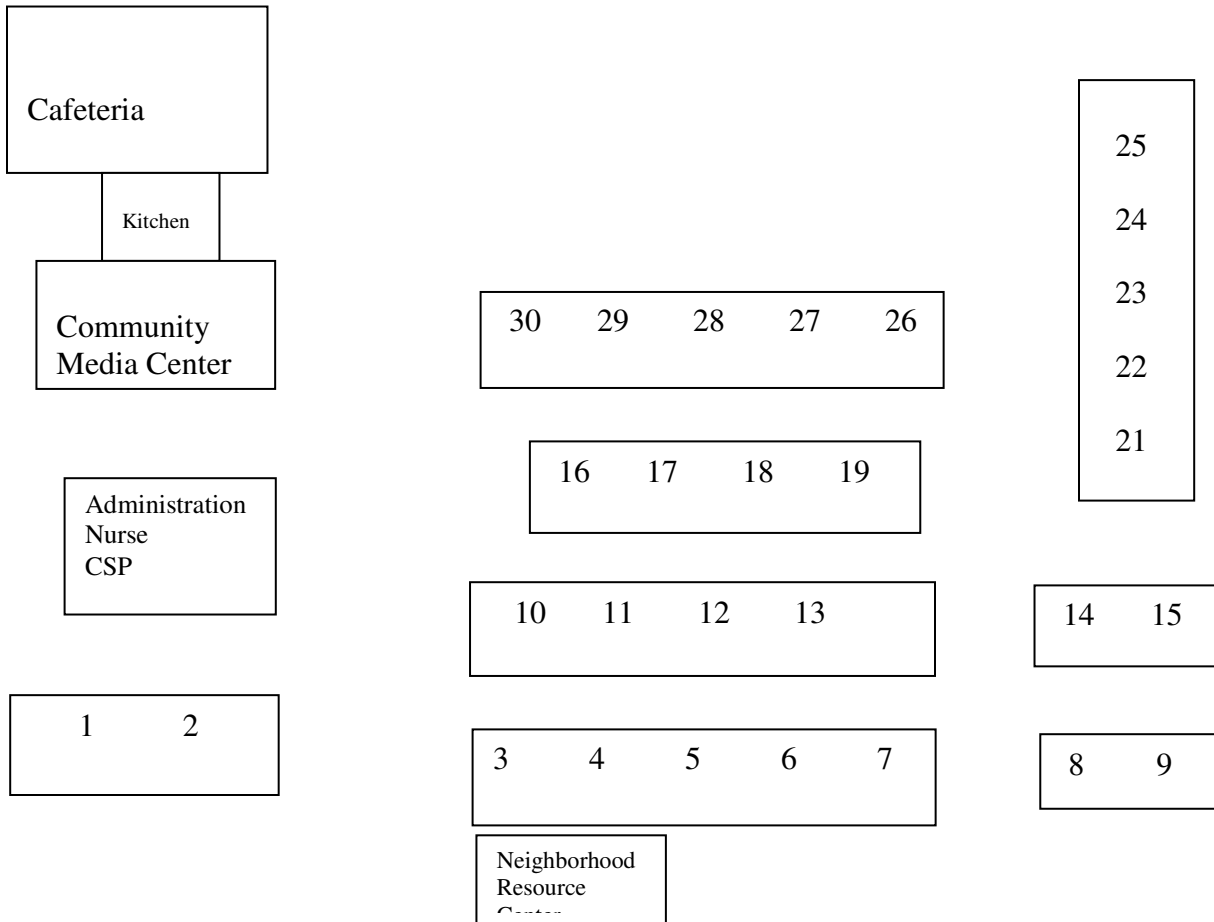 Cafeteria
Kitchen
Community
Media Center
25
24
23
22
21
30 29 28 27 26
16 17 18 19
Administration
Nurse
CSP
10 11 12 13
14 15
1 2
3 4 5 6 7
8 9
Neighborhood
Resource
Center